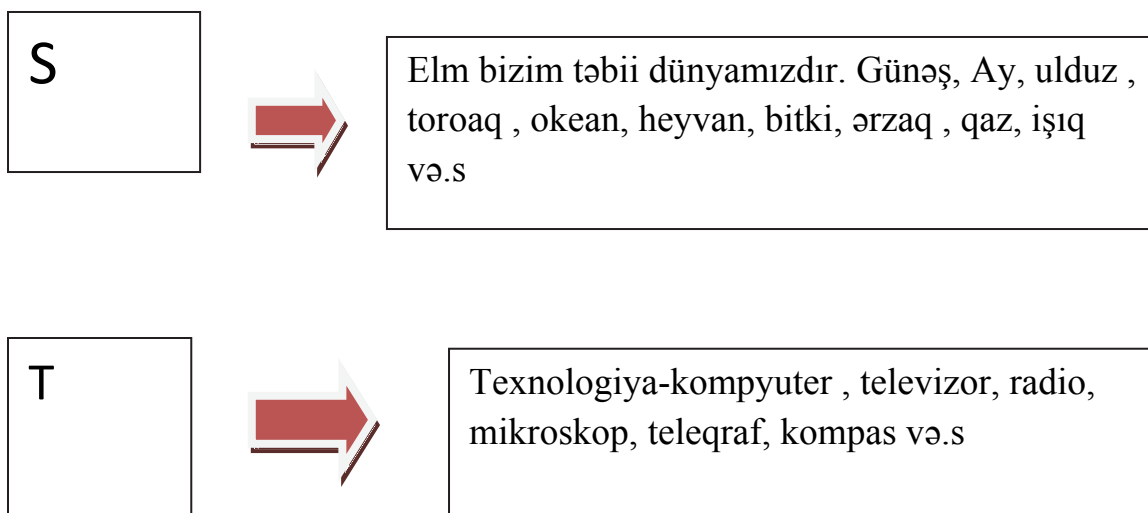 S
Elm bizim təbii dünyamızdır. Günəş, Ay, ulduz ,
toroaq , okean, heyvan, bitki, ərzaq , qaz, işıq
və.s
T
Texnologiya-kompyuter , televizor, radio,
mikroskop, teleqraf, kompas və.s